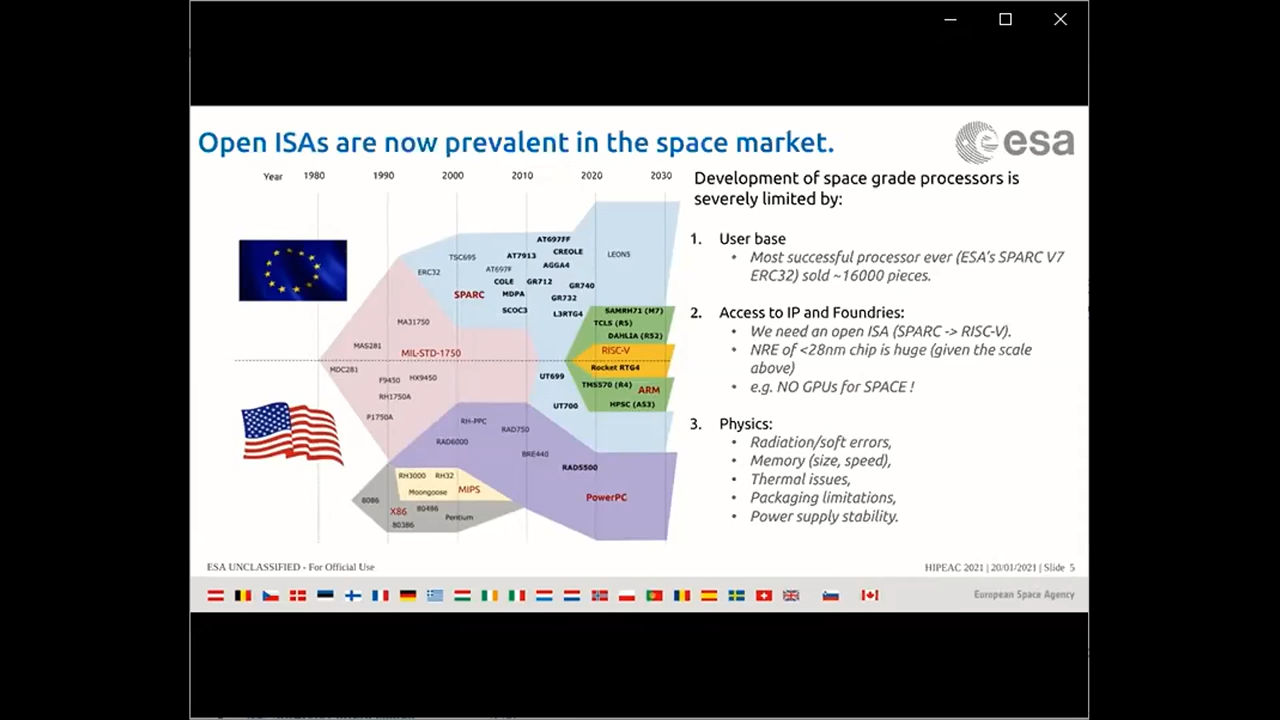 Open ISAs are now prevalent in the space market.
esa
Year 1980 1990 2000 2010 2020 2030
AT697FF
TSC695 AT7913 CREOLE LEON5
ERC32 AT697F AGGA4
COLE GR712 GR740
SPARC MDPA GR732
SCOC3 L3RTG4 SAMRH71 (M7)
MA31750 TCLS (R5)
DAHLIA (R52)
MAS281 MIL-STD-1750 RISC-V
MDC281 Rocket RTG4
F9450 HX9450 UT699 TMS570 (R4) ARM
RH1750A UT700 HPSC (A53)
P1750A RH-PPC RAD750
RAD6000 BRE440
RAD5500
RH3000 RH32
Moongoose MIPS PowerPC
8086 X86 80486
80386 Pentium
Development of space grade processors is
severely limited by:
1. User base
• Most successful processor ever (ESA's SPARC V7
ERC32) sold ~16000 pieces.
2. Access to IP and Foundries:
• We need an open ISA (SPARC -> RISC-V).
• NRE of <28nm chip is huge (given the scale
above)
• e.g. NO GPUs for SPACE !
3. Physics:
• Radiation/soft errors,
• Memory (size, speed),
• Thermal issues,
• Packaging limitations,
• Power supply stability.
ESA UNCLASSIFIED - For Official Use
HIPEAC 2021 | 20/01/2021 | Slide 5
European Space Agency